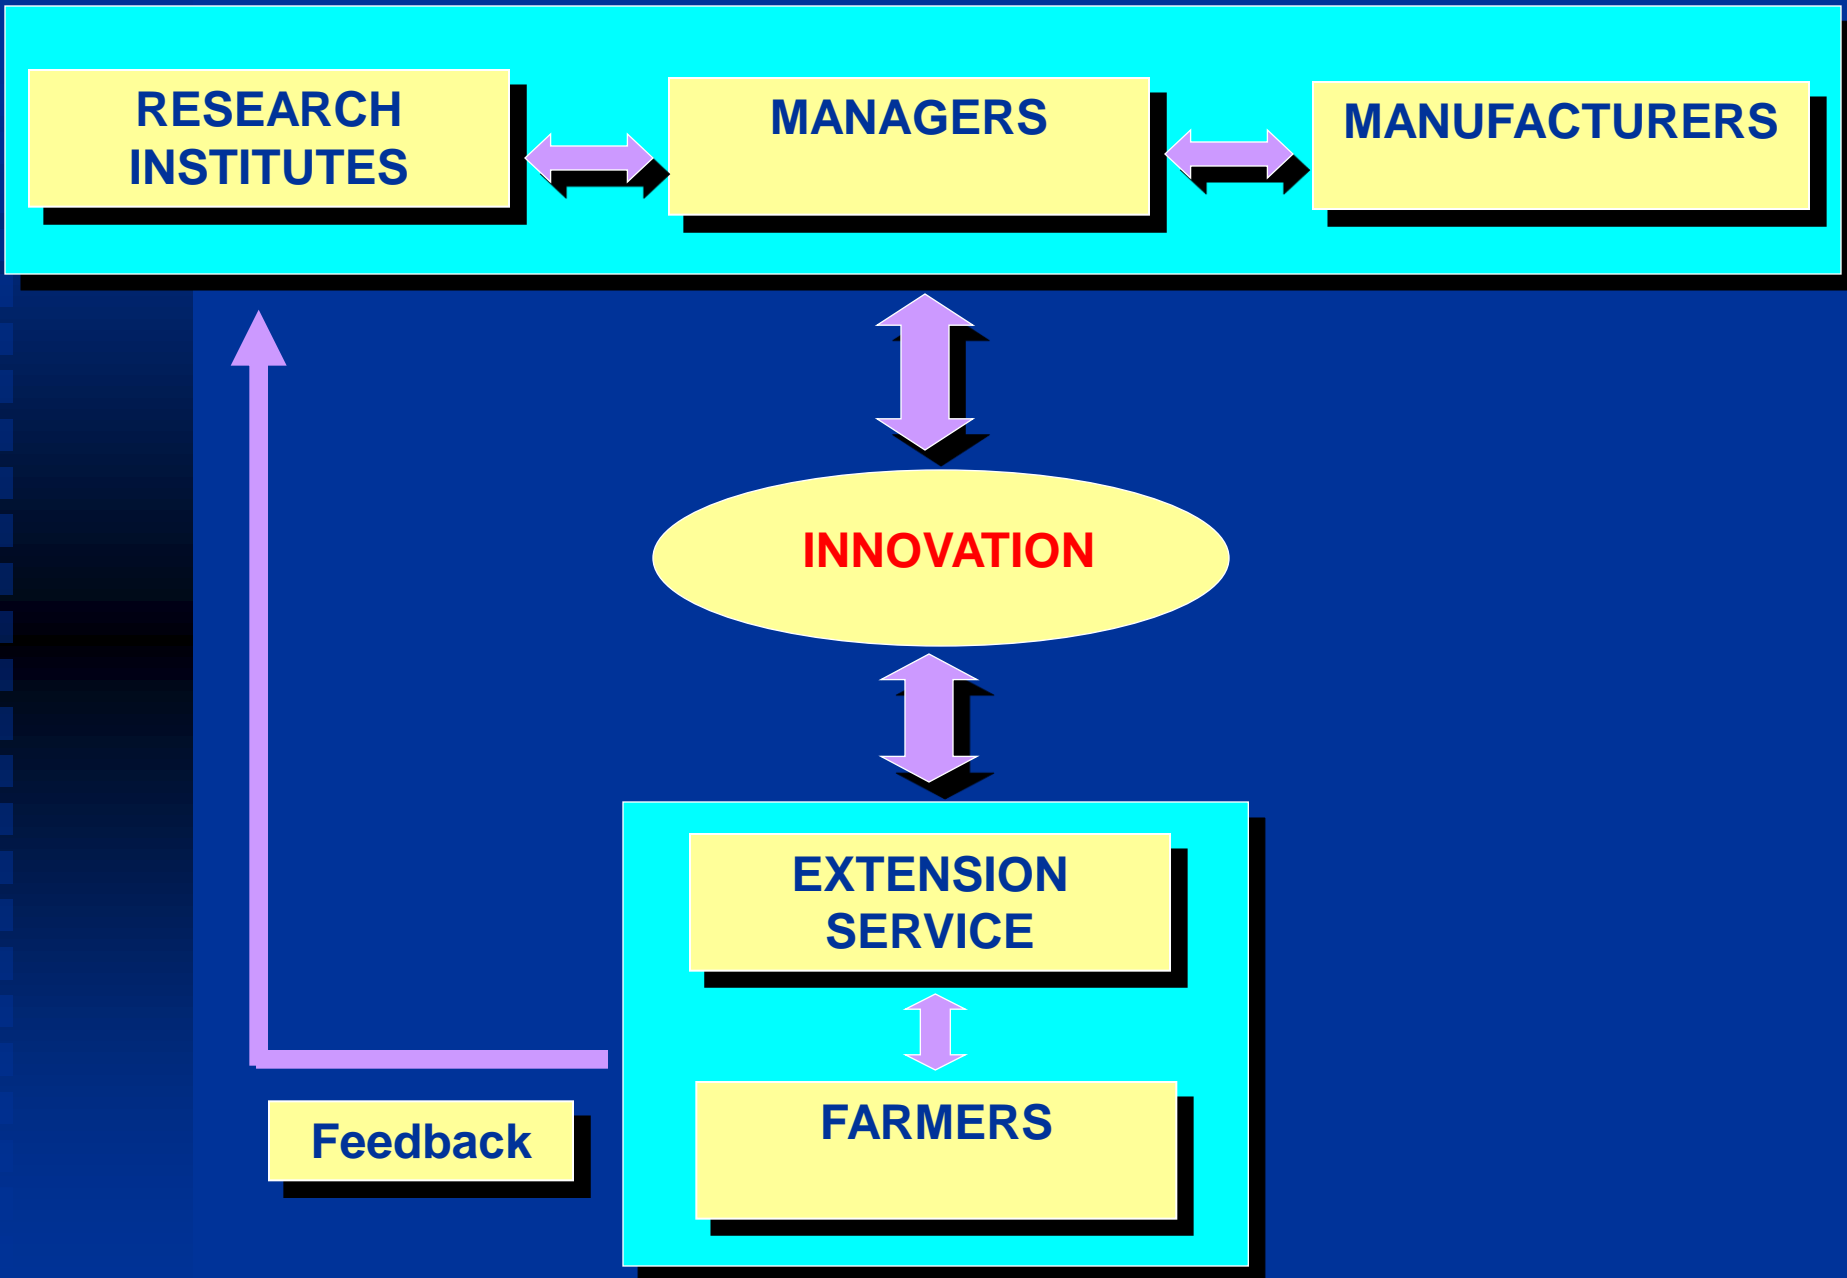 RESEARCH
INSTITUTES
MANAGERS
MANUFACTURERS
INNOVATION
EXTENSION
SERVICE
FARMERS
Feedback